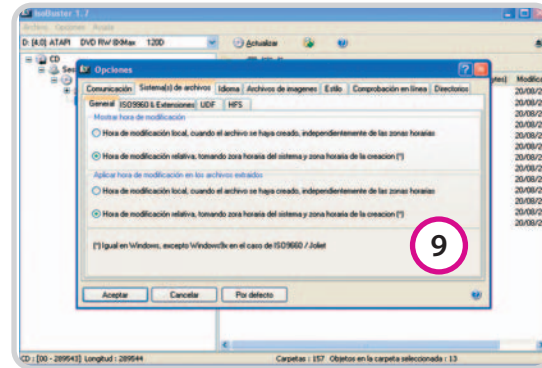 IsoBuster 1.7
Archivo Opciones Ayuda
D: [4.0] ATAPI DVD RW 8XMax 120D
Actualizar
CD
Ses
Modifica
Opciones
Comunicación Sistema(s) de archivos Idoma Archivos de imagenes Estilo Comprobación en línea Directorios
General ISO9660 & Extensiones UDF HFS
Mostrar hora de modificación
Hora de modificación local, cuando el archivo se haya creado, independientemente de las zonas horarias
Hora de modificación relativa, tomando zora horaria del sistema y zona horaria de la creacion (*)
Aplicar hora de modificación en los archivos extraidos
Hora de modificación local, cuando el archivo se haya creado, independientemente de las zonas horarias
Hora de modificación relativa, tomando zora horaria del sistema y zona horaria de la creacion (*)
(*) Igual en Windows, excepto Windows9x en el caso de ISO9660 / Joliet
9
Aceptar Cancelar Por defecto
20/08/2
20/08/2
20/08/2
20/08/2
20/08/2
20/08/2
20/08/2
20/08/2
20/08/2
20/08/2
20/08/2
20/08/2
20/08/2
CD : [00 - 289543] Longitud : 289544
Carpetas : 157 Objetos en la carpeta seleccionada : 13